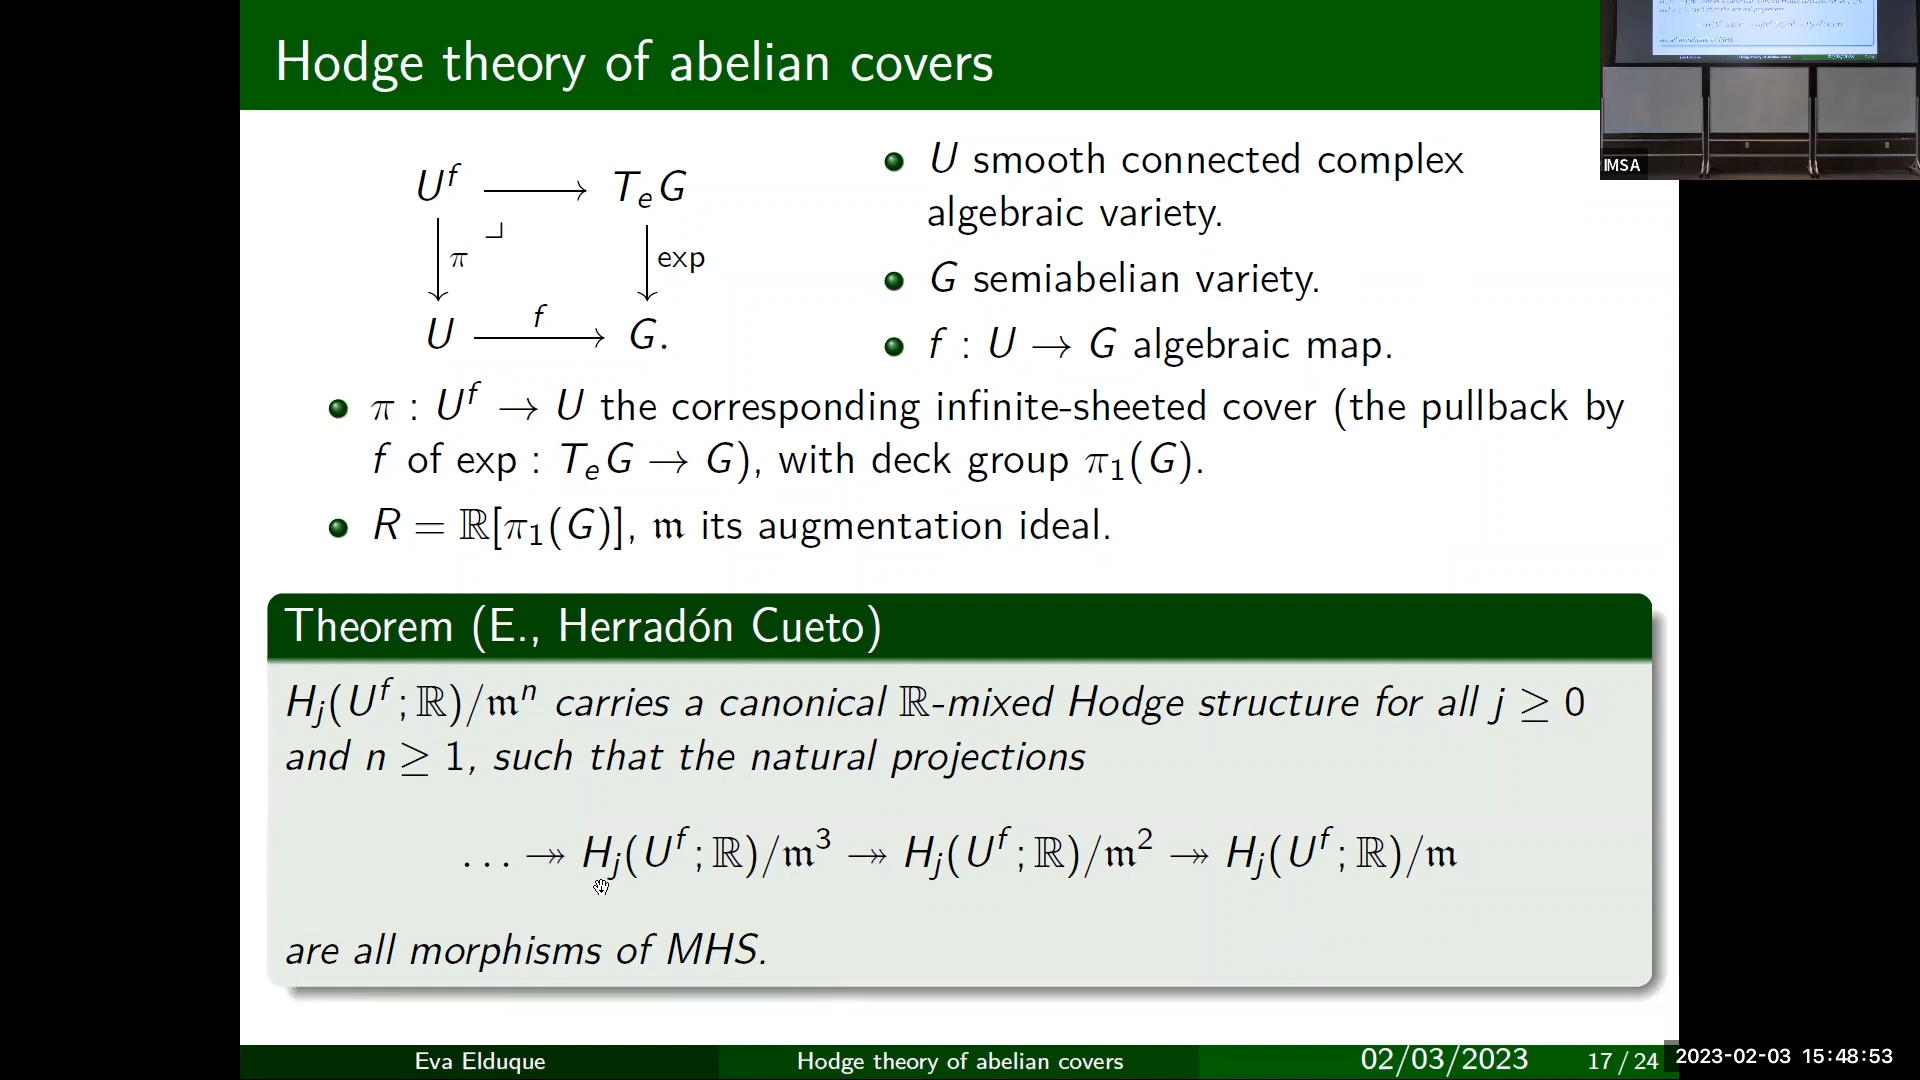 Hodge theory of abelian covers
U^f ⟶ T_eG
π exp
U ⟶ G.
f
U smooth connected complex
algebraic variety.
G semiabelian variety.
f : U → G algebraic map.
π : U^f → U the corresponding infinite-sheeted cover (the pullback by
f of exp : T_eG → G), with deck group π₁(G).
R = ℝ[π₁(G)], 𝔪 its augmentation ideal.
Theorem (E., Herradón Cueto)
H_j(U^f; ℝ)/𝔪^n carries a canonical ℝ-mixed Hodge structure for all j ≥ 0
and n ≥ 1, such that the natural projections
... ↠ H_j(U^f; ℝ)/𝔪³ ↠ H_j(U^f; ℝ)/𝔪² ↠ H_j(U^f; ℝ)/𝔪
are all morphisms of MHS.
Eva Elduque Hodge theory of abelian covers 02/03/2023 17 / 24
IMSA
2023-02-03 15:48:53